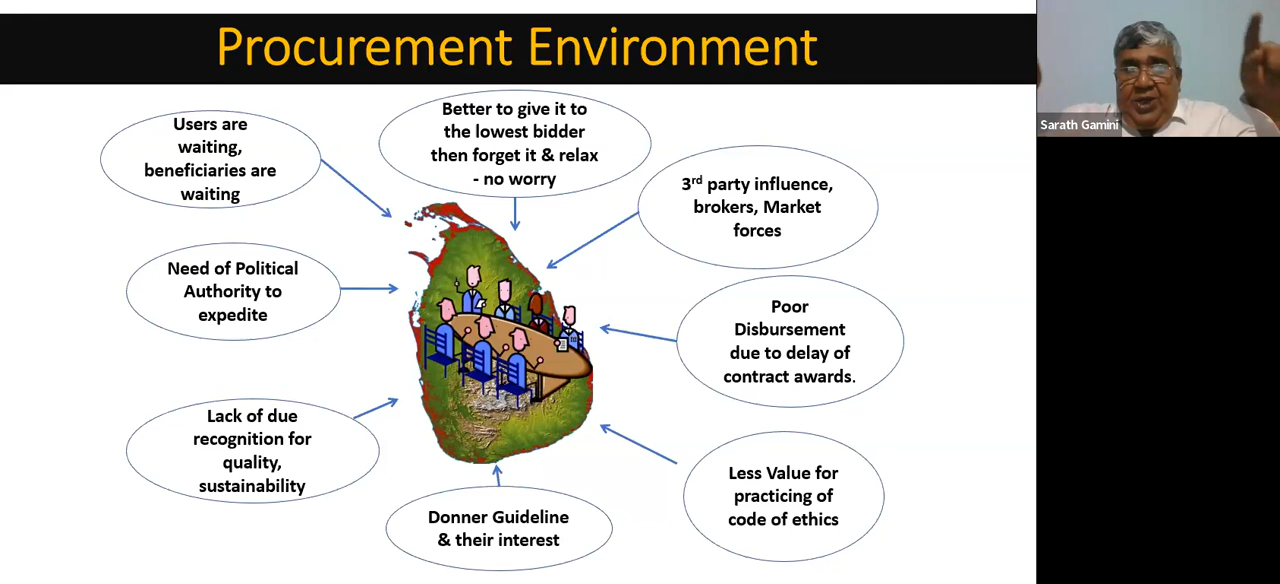 Procurement Environment
Sarath Gamini
Users are
waiting,
beneficiaries are
waiting
Better to give it to
the lowest bidder
then forget it & relax
- no worry
3rd party influence,
brokers, Market
forces
Need of Political
Authority to
expedite
Poor
Disbursement
due to delay of
contract awards.
Lack of due
recognition for
quality,
sustainability
Less Value for
practicing of
code of ethics
Donner Guideline
& their interest